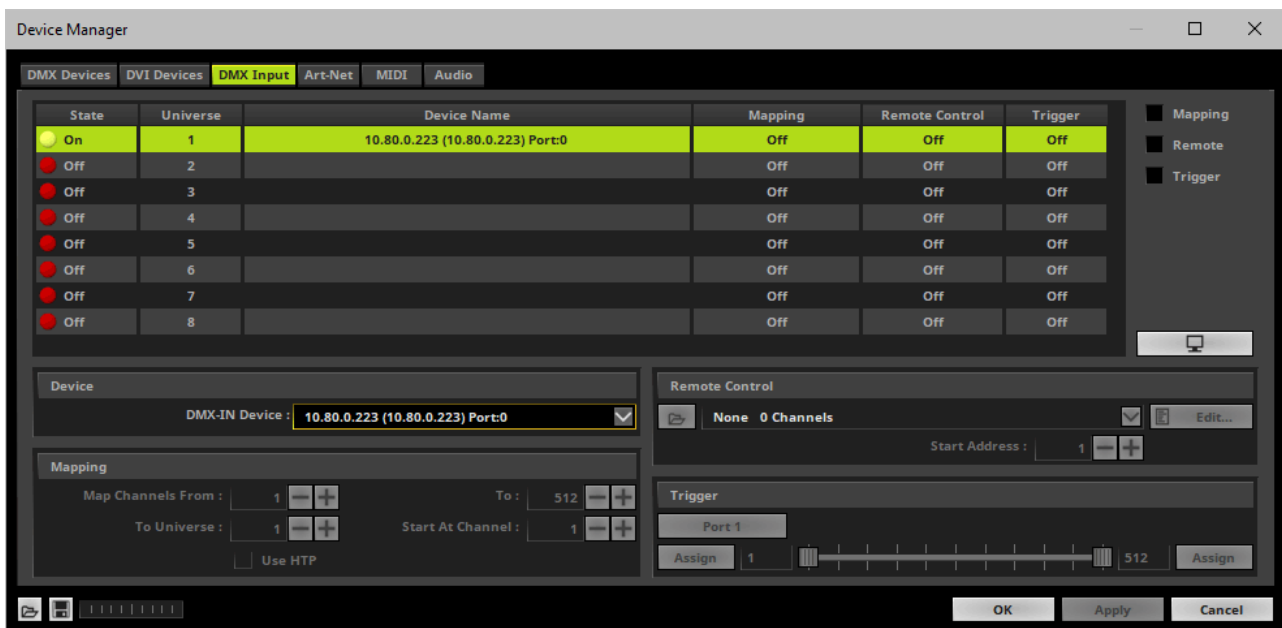 Device Manager
DMX Devices DVI Devices DMX Input Art-Net MIDI Audio
State Universe Device Name Mapping Remote Control Trigger
On 1 10.80.0.223 (10.80.0.223) Port:0 Off Off Off
Off 2 Off Off Off
Off 3 Off Off Off
Off 4 Off Off Off
Off 5 Off Off Off
Off 6 Off Off Off
Off 7 Off Off Off
Off 8 Off Off Off
Mapping
Remote
Trigger
Device
DMX-IN Device : 10.80.0.223 (10.80.0.223) Port:0
Mapping
Map Channels From : 1 To : 512
To Universe : 1 Start At Channel : 1
Use HTP
Remote Control
None 0 Channels Edit...
Start Address : 1
Trigger
Port 1
Assign 1 512 Assign
OK Apply Cancel